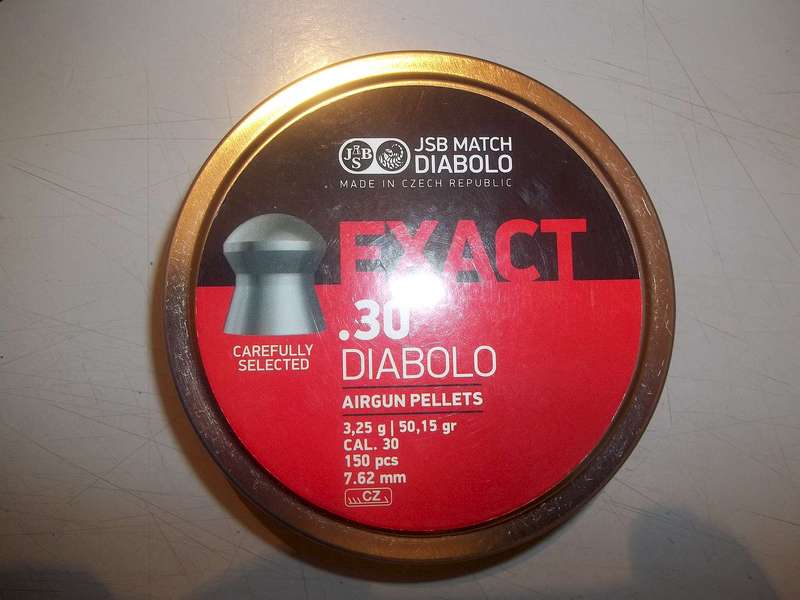 JSB
JSB MATCH
DIABOLO
MADE IN CZECH REPUBLIC
EXACT
.30
DIABOLO
CAREFULLY
SELECTED
AIRGUN PELLETS
3,25 g | 50,15 gr
CAL. 30
150 pcs
7.62 mm
CZ